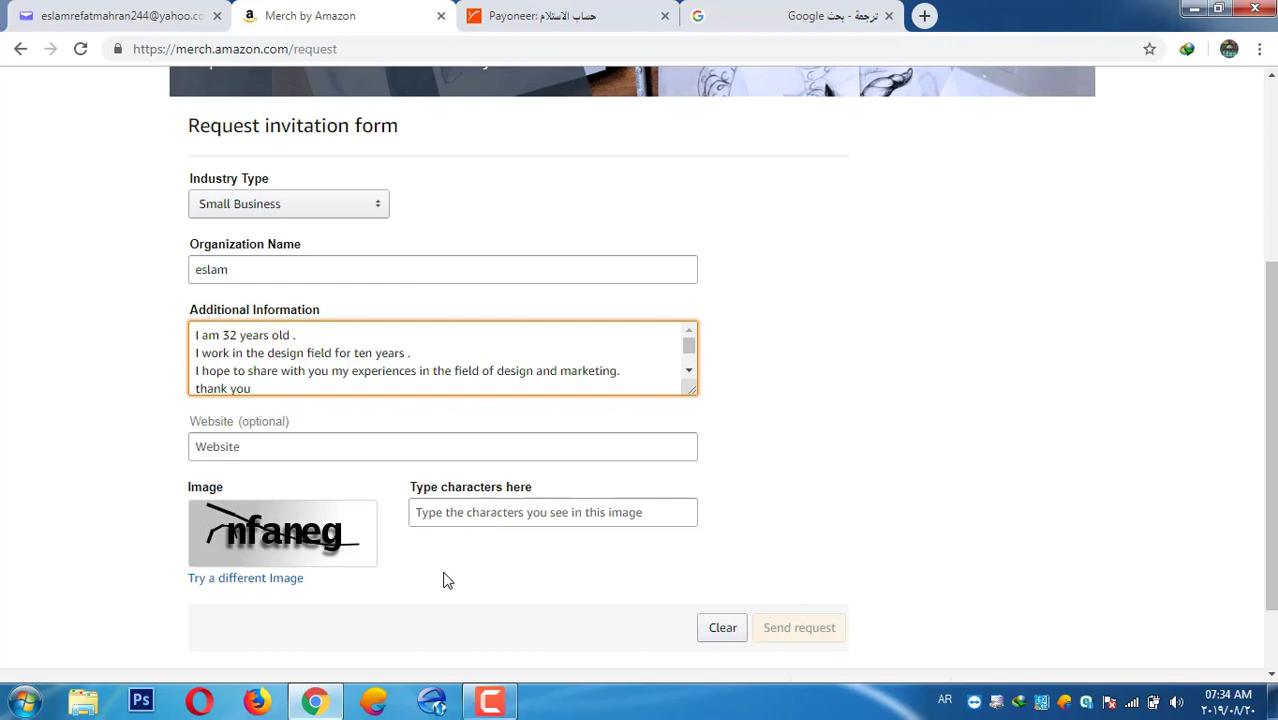 eslamrefatmahran244@yahoo.co
Merch by Amazon
Payoneer: حساب الاستلام
ترجمة - بحث Google
https://merch.amazon.com/request
Request invitation form
Industry Type
Small Business
Organization Name
eslam
Additional Information
I am 32 years old .
I work in the design field for ten years .
I hope to share with you my experiences in the field of design and marketing.
thank you
Website (optional)
Website
Image
Type characters here
nfaneg
Type the characters you see in this image
Try a different Image
Clear
Send request
Ps
AR
07:34 AM
٢٠١٩/٠٨/٢٠